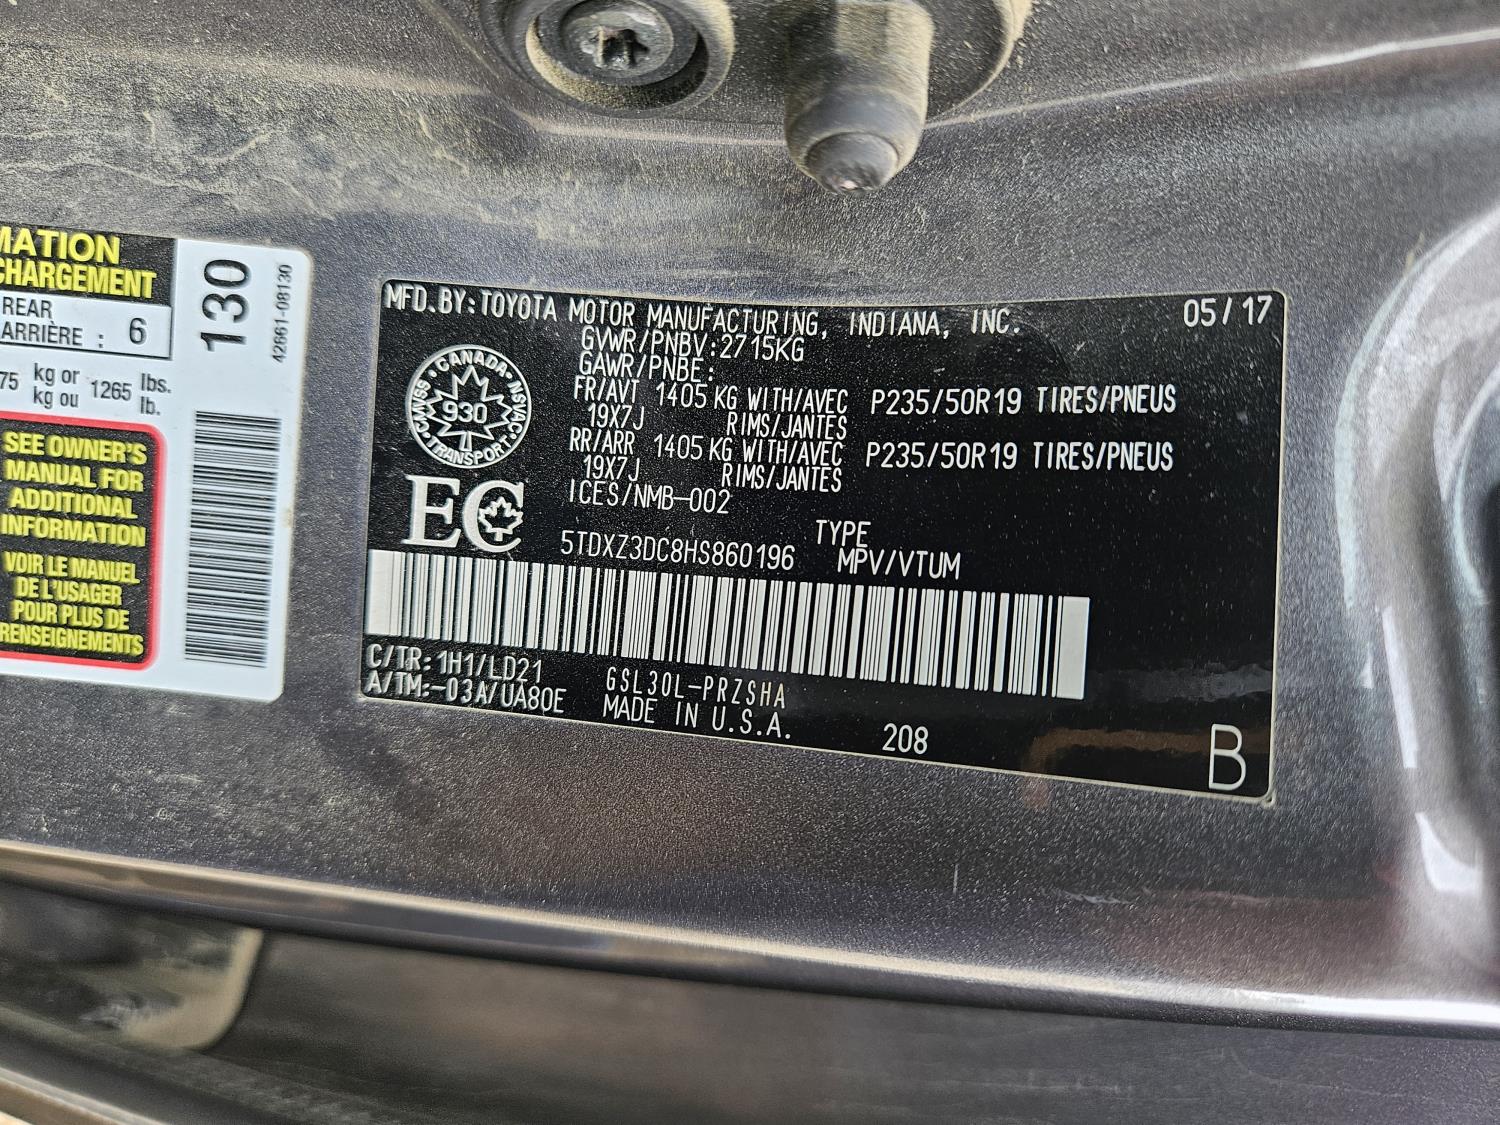 MATION
CHARGEMENT
REAR
ARRIÈRE : 6
75 kg or 1265 lbs.
kg ou lb.
SEE OWNER'S
MANUAL FOR
ADDITIONAL
INFORMATION
VOIR LE MANUEL
DE L'USAGER
POUR PLUS DE
RENSEIGNEMENTS
130
42661-08130
MFD.BY:TOYOTA MOTOR MANUFACTURING, INDIANA, INC. 05/17
GVWR/PNBV:2715KG
GAWR/PNBE:
FR/AVT 1405 KG WITH/AVEC P235/50R19 TIRES/PNEUS
19X7J RIMS/JANTES
RR/ARR 1405 KG WITH/AVEC P235/50R19 TIRES/PNEUS
19X7J RIMS/JANTES
ICES/NMB-002
CANADA
CMVSS NSVAC
930
TRANSPORT
EC
5TDXZ3DC8HS860196 TYPE
MPV/VTUM
C/TR:1H1/LD21 GSL30L-PRZSHA
A/TM:-03A/UA80E MADE IN U.S.A.
208
B